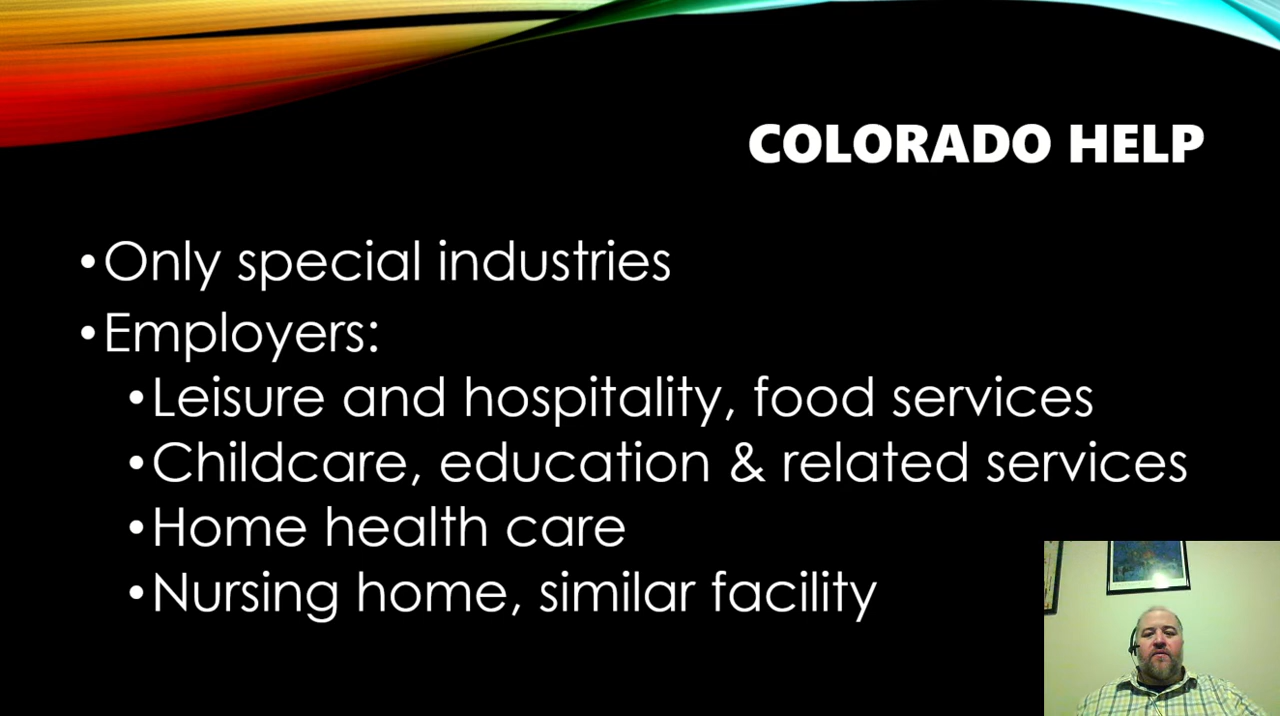 COLORADO HELP
•Only special industries
•Employers:
•Leisure and hospitality, food services
•Childcare, education & related services
•Home health care
•Nursing home, similar facility